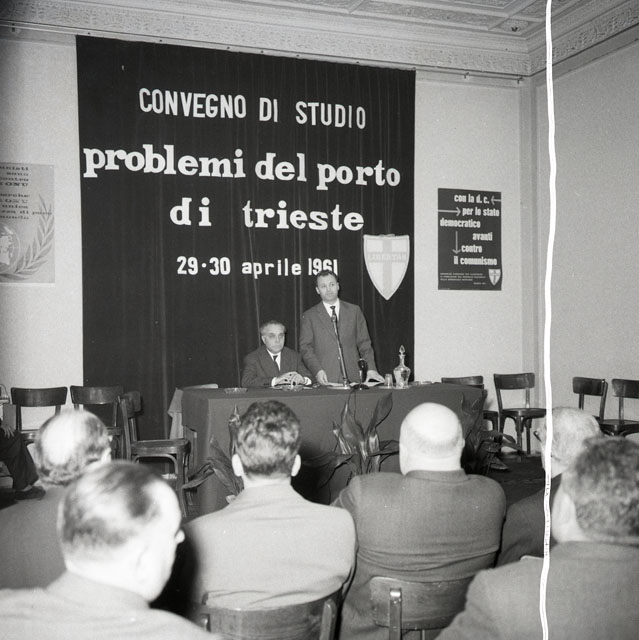 CONVEGNO DI STUDIO
problemi del porto
di trieste
29-30 aprile 1961
LIBERTAS
con la d. c.
per lo stato
democratico
avanti
contro
il comunismo
ONU